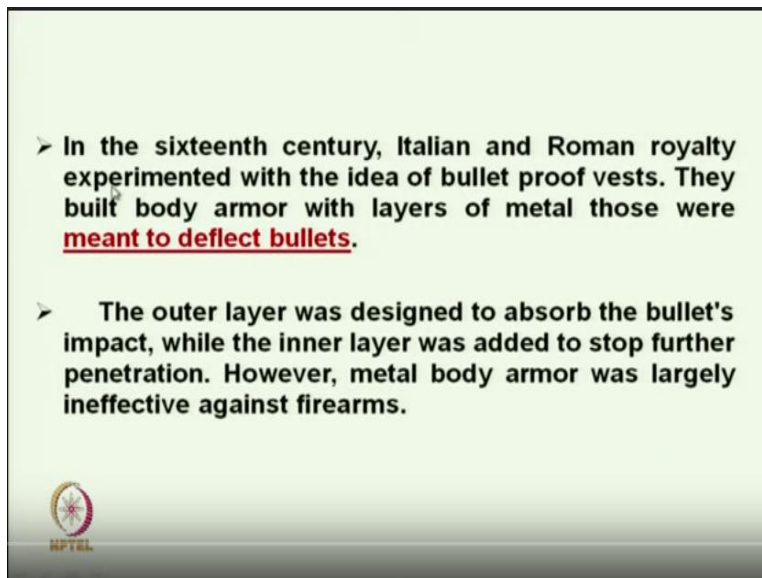 ➢ In the sixteenth century, Italian and Roman royalty
experimented with the idea of bullet proof vests. They
built body armor with layers of metal those were
meant to deflect bullets.
➢ The outer layer was designed to absorb the bullet's
impact, while the inner layer was added to stop further
penetration. However, metal body armor was largely
ineffective against firearms.
NPTEL